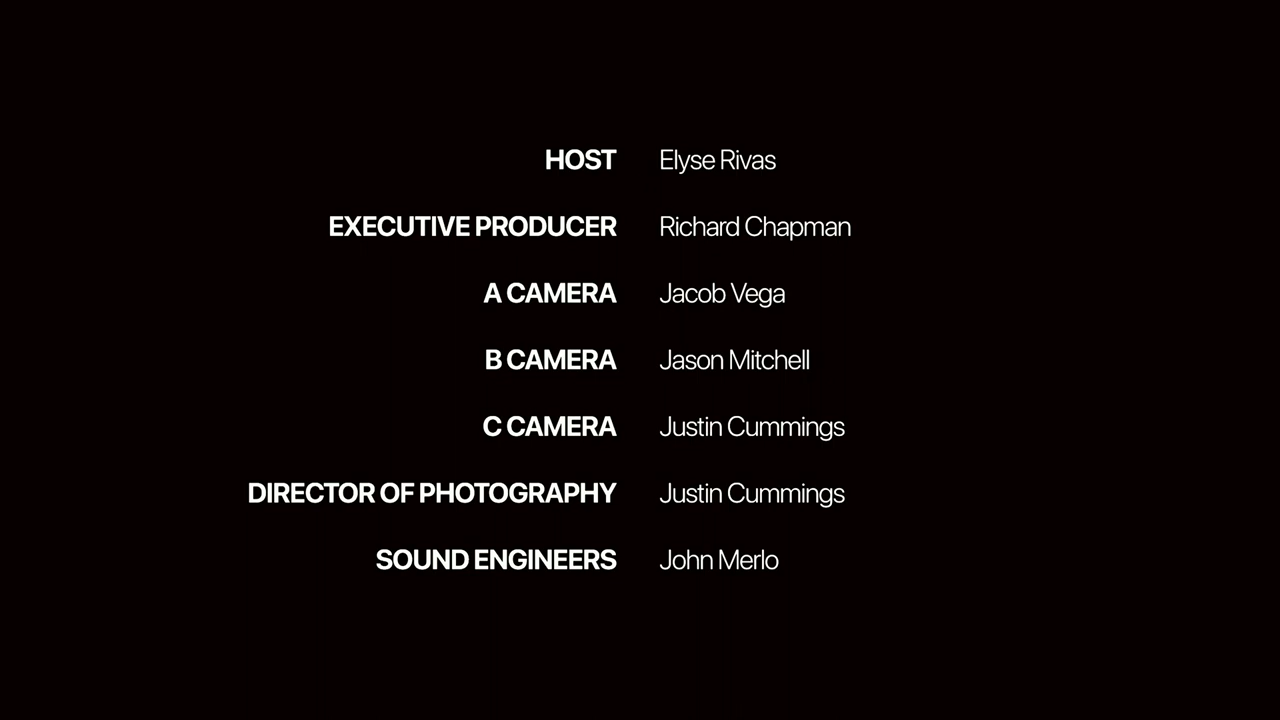 HOST Elyse Rivas
EXECUTIVE PRODUCER Richard Chapman
A CAMERA Jacob Vega
B CAMERA Jason Mitchell
C CAMERA Justin Cummings
DIRECTOR OF PHOTOGRAPHY Justin Cummings
SOUND ENGINEERS John Merlo